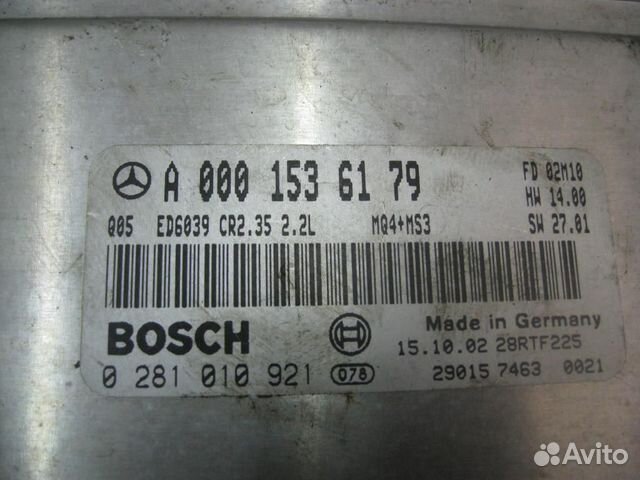 A 000 153 61 79
FD 02M10
HW 14.00
Q05 ED6039 CR2.35 2.2L MQ4+MS3 SW 27.01
BOSCH
Made in Germany
15.10.02 28RTF225
0 281 010 921 078 29015 7463 0021
Avito